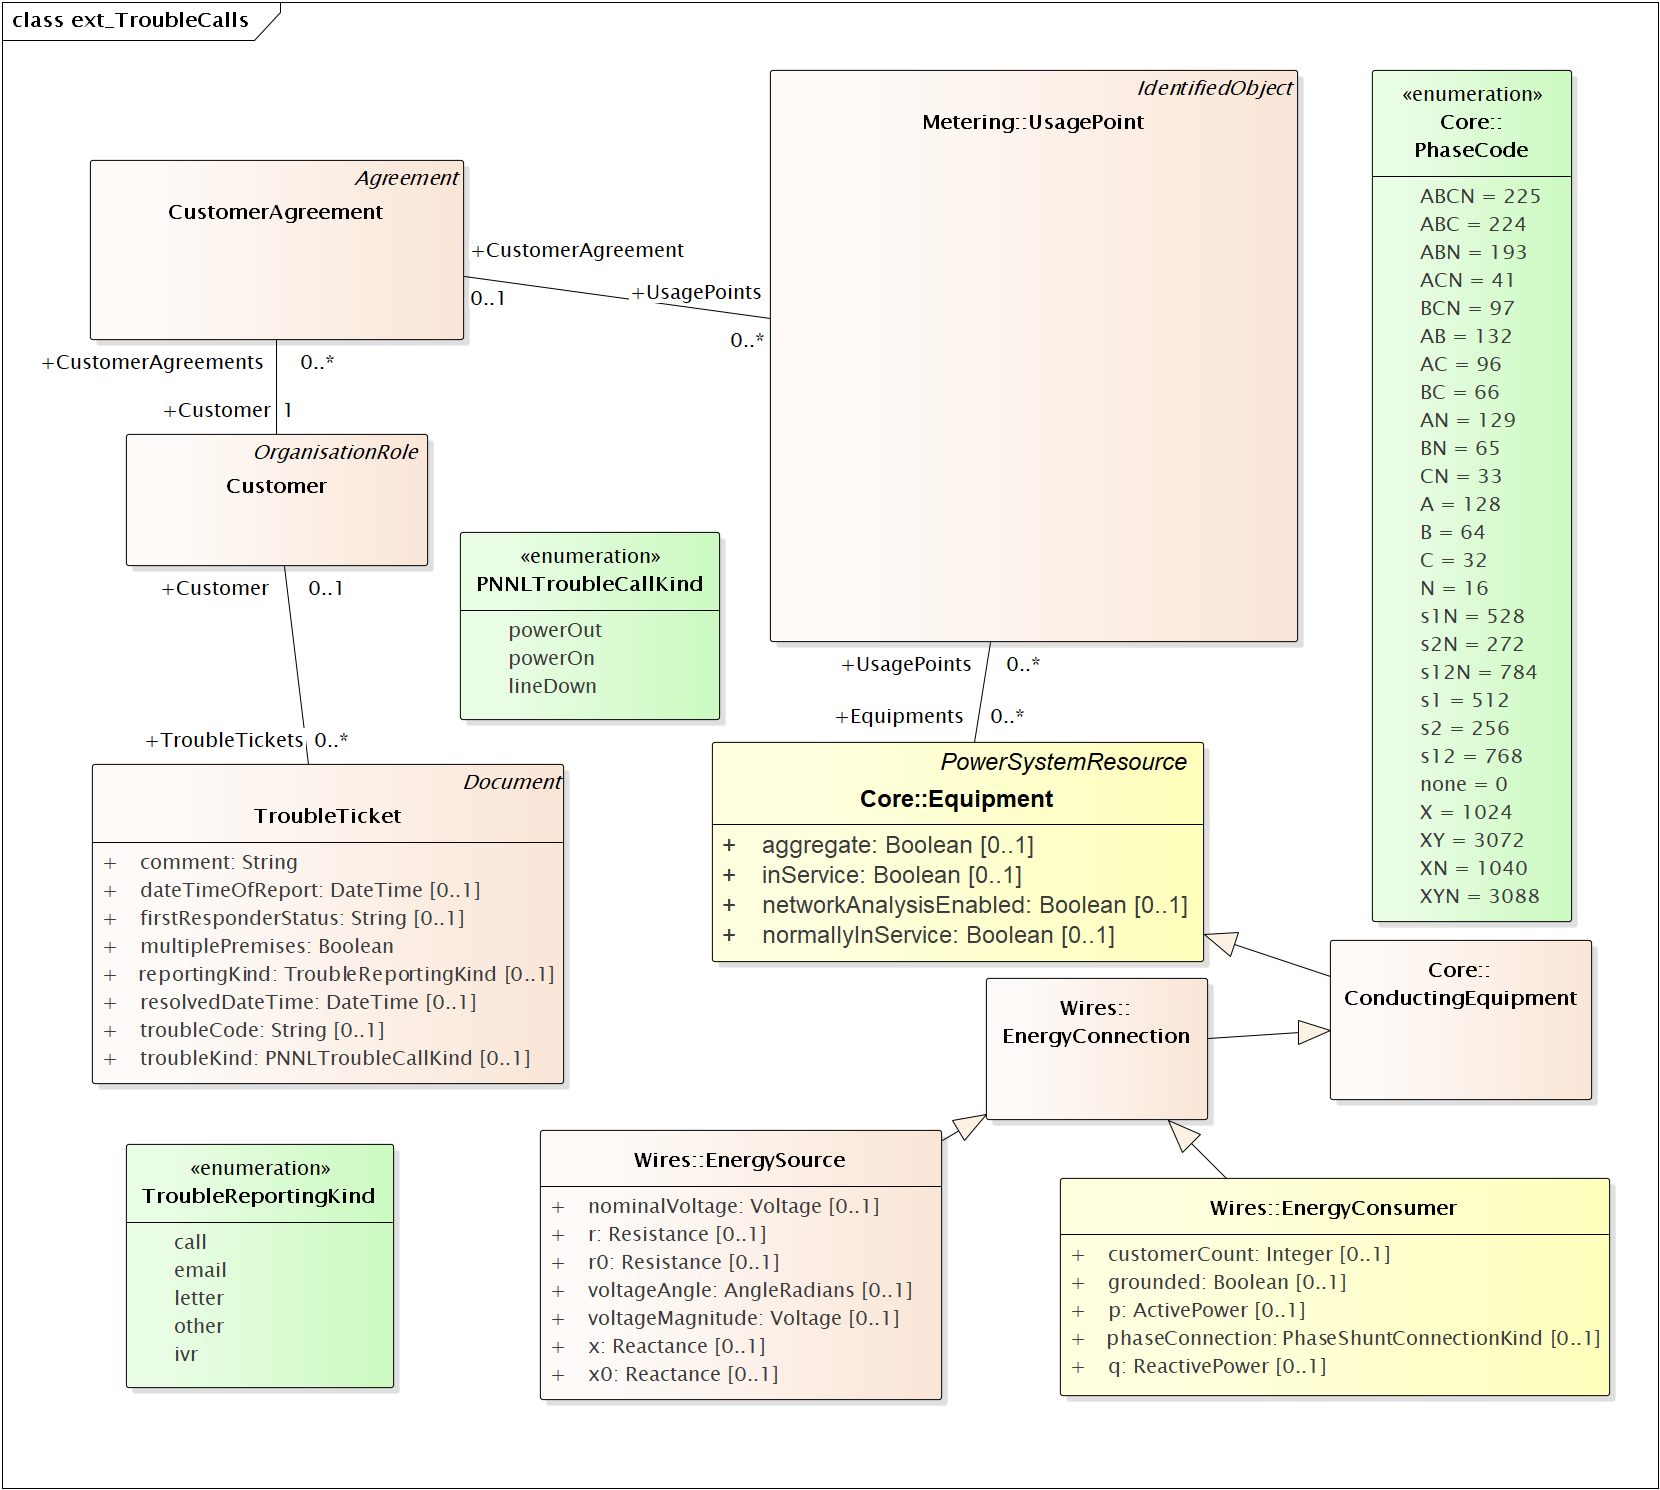 class ext_TroubleCalls
IdentifiedObject
Metering::UsagePoint
«enumeration»
Core::
PhaseCode
ABCN = 225
ABC = 224
ABN = 193
ACN = 41
BCN = 97
AB = 132
AC = 96
BC = 66
AN = 129
BN = 65
CN = 33
A = 128
B = 64
C = 32
N = 16
s1N = 528
s2N = 272
s12N = 784
s1 = 512
s2 = 256
s12 = 768
none = 0
X = 1024
XY = 3072
XN = 1040
XYN = 3088
Agreement
CustomerAgreement
+CustomerAgreement
0..1
+UsagePoints
0..*
+CustomerAgreements 0..*
+Customer 1
OrganisationRole
Customer
+Customer 0..1
+TroubleTickets 0..*
«enumeration»
PNNLTroubleCallKind
powerOut
powerOn
lineDown
+UsagePoints 0..*
+Equipments 0..*
Document
TroubleTicket
+ comment: String
+ dateTimeOfReport: DateTime [0..1]
+ firstResponderStatus: String [0..1]
+ multiplePremises: Boolean
+ reportingKind: TroubleReportingKind [0..1]
+ resolvedDateTime: DateTime [0..1]
+ troubleCode: String [0..1]
+ troubleKind: PNNLTroubleCallKind [0..1]
PowerSystemResource
Core::Equipment
+ aggregate: Boolean [0..1]
+ inService: Boolean [0..1]
+ networkAnalysisEnabled: Boolean [0..1]
+ normallyInService: Boolean [0..1]
Core::
ConductingEquipment
Wires::
EnergyConnection
«enumeration»
TroubleReportingKind
call
email
letter
other
ivr
Wires::EnergySource
+ nominalVoltage: Voltage [0..1]
+ r: Resistance [0..1]
+ r0: Resistance [0..1]
+ voltageAngle: AngleRadians [0..1]
+ voltageMagnitude: Voltage [0..1]
+ x: Reactance [0..1]
+ x0: Reactance [0..1]
Wires::EnergyConsumer
+ customerCount: Integer [0..1]
+ grounded: Boolean [0..1]
+ p: ActivePower [0..1]
+ phaseConnection: PhaseShuntConnectionKind [0..1]
+ q: ReactivePower [0..1]